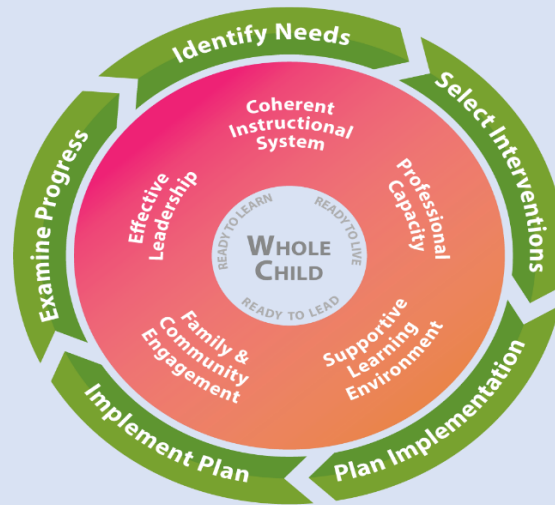 Identify Needs
Select Interventions
Plan Implementation
Implement Plan
Examine Progress
Coherent
Instructional
System
Professional
Capacity
Supportive
Learning
Environment
Family &
Community
Engagement
Effective
Leadership
READY TO LEARN
READY TO LIVE
READY TO LEAD
WHOLE
CHILD